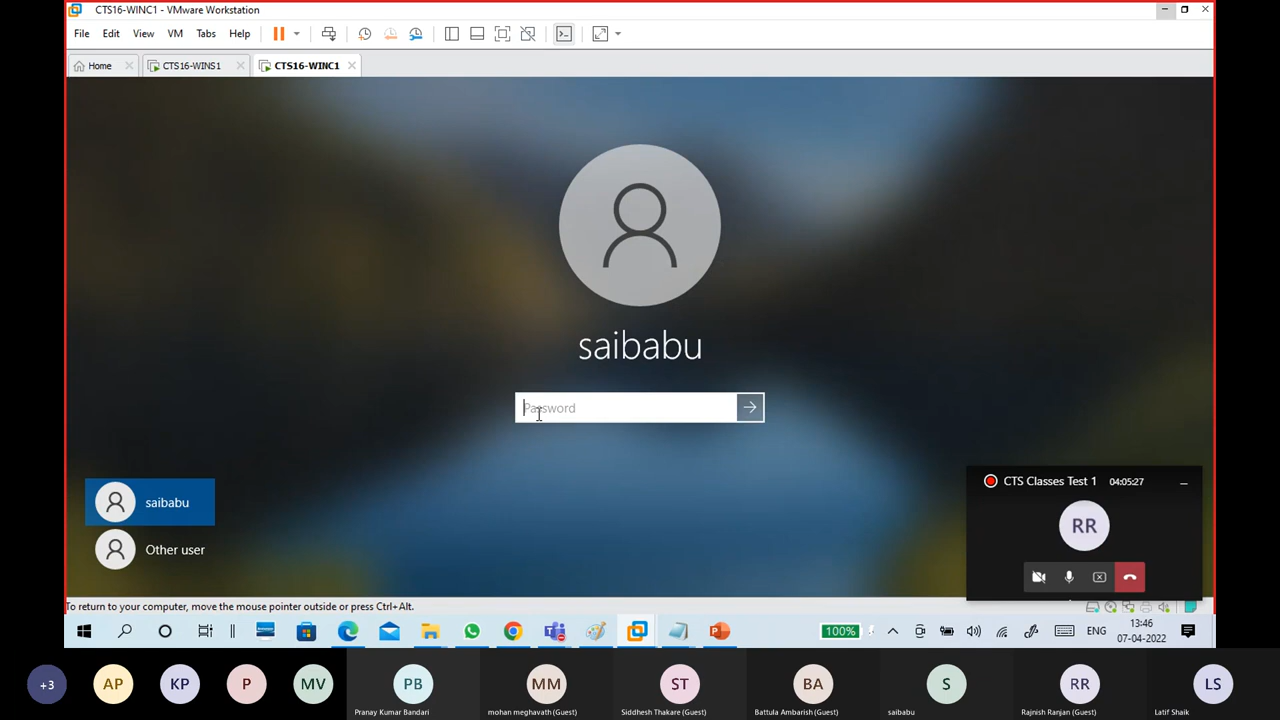 CTS16-WINC1 - VMware Workstation
File Edit View VM Tabs Help
Home CTS16-WINS1 CTS16-WINC1
saibabu
Password
saibabu
Other user
CTS Classes Test 1 04:05:27
RR
To return to your computer, move the mouse pointer outside or press Ctrl+Alt.
100% ENG 13:46
07-04-2022
+3 AP KP P MV PB MM ST BA S RR LS
Pranay Kumar Bandari mohan meghavath (Guest) Siddhesh Thakare (Guest) Battula Ambarish (Guest) saibabu Rajnish Ranjan (Guest) Latif Shaik